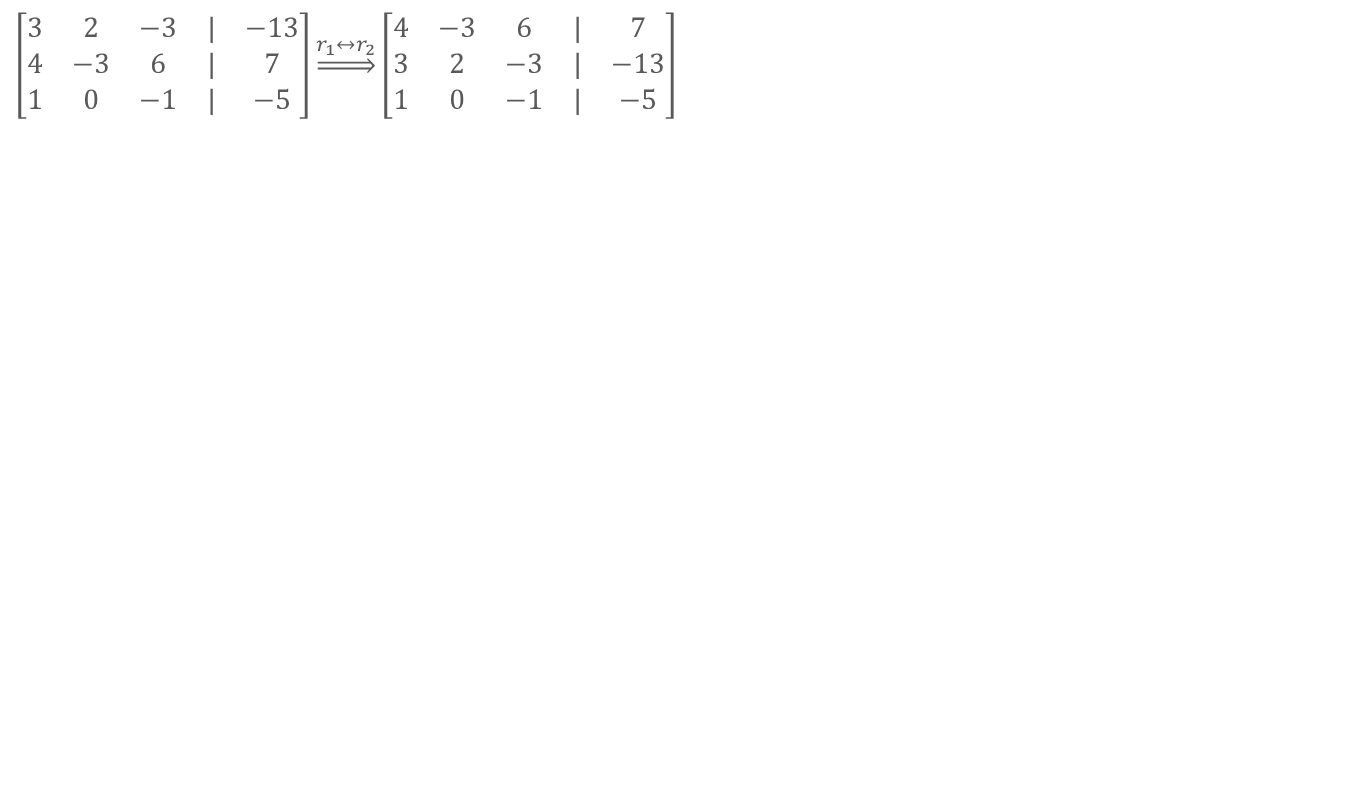 [3 2 −3 | −13] r₁↔r₂ [4 −3 6 | 7]
[4 −3 6 | 7] ⟹ [3 2 −3 | −13]
[1 0 −1 | −5] [1 0 −1 | −5]